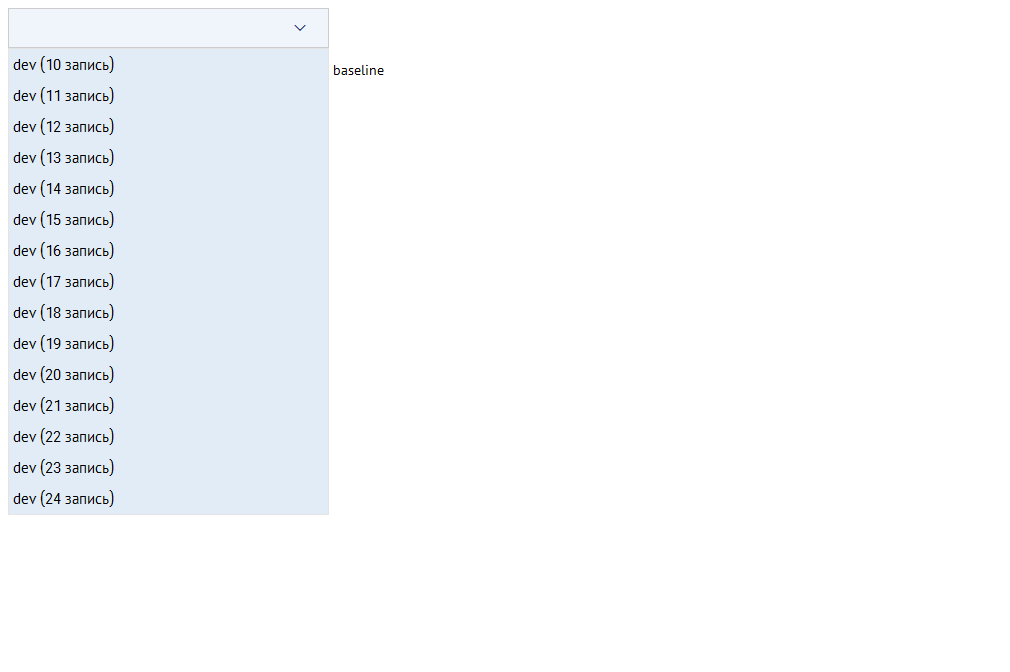 dev (10 запись)
baseline
dev (11 запись)
dev (12 запись)
dev (13 запись)
dev (14 запись)
dev (15 запись)
dev (16 запись)
dev (17 запись)
dev (18 запись)
dev (19 запись)
dev (20 запись)
dev (21 запись)
dev (22 запись)
dev (23 запись)
dev (24 запись)